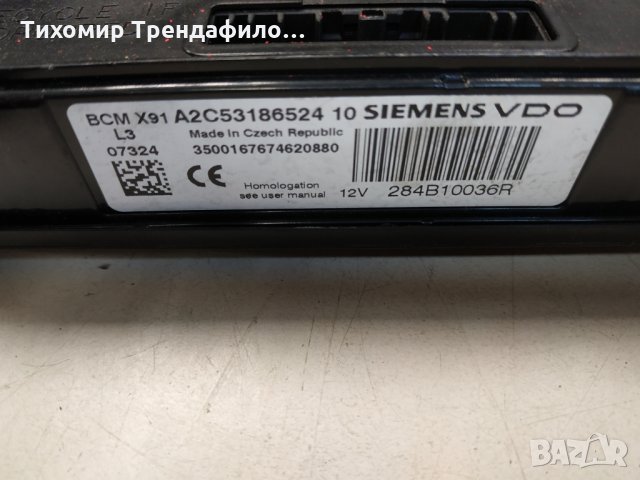 Тихомир Трендафило...
BCM X91 A2C53186524 10 SIEMENS VDO
L3 Made in Czech Republic
07324 3500167674620880
CE Homologation
see user manual 12V 284B10036R
BAZAR